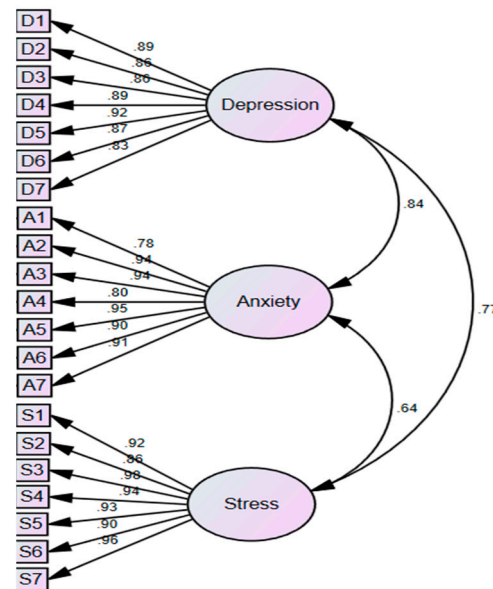 D1
.89
D2
.86
D3
.86
D4
.89
Depression
D5
.92
D6
.87
D7
.83
.84
A1
.78
A2
.94
A3
.94
A4
.80
Anxiety
.77
A5
.95
A6
.90
A7
.91
.64
S1
.92
S2
.86
S3
.98
S4
.94
Stress
S5
.93
S6
.90
S7
.96